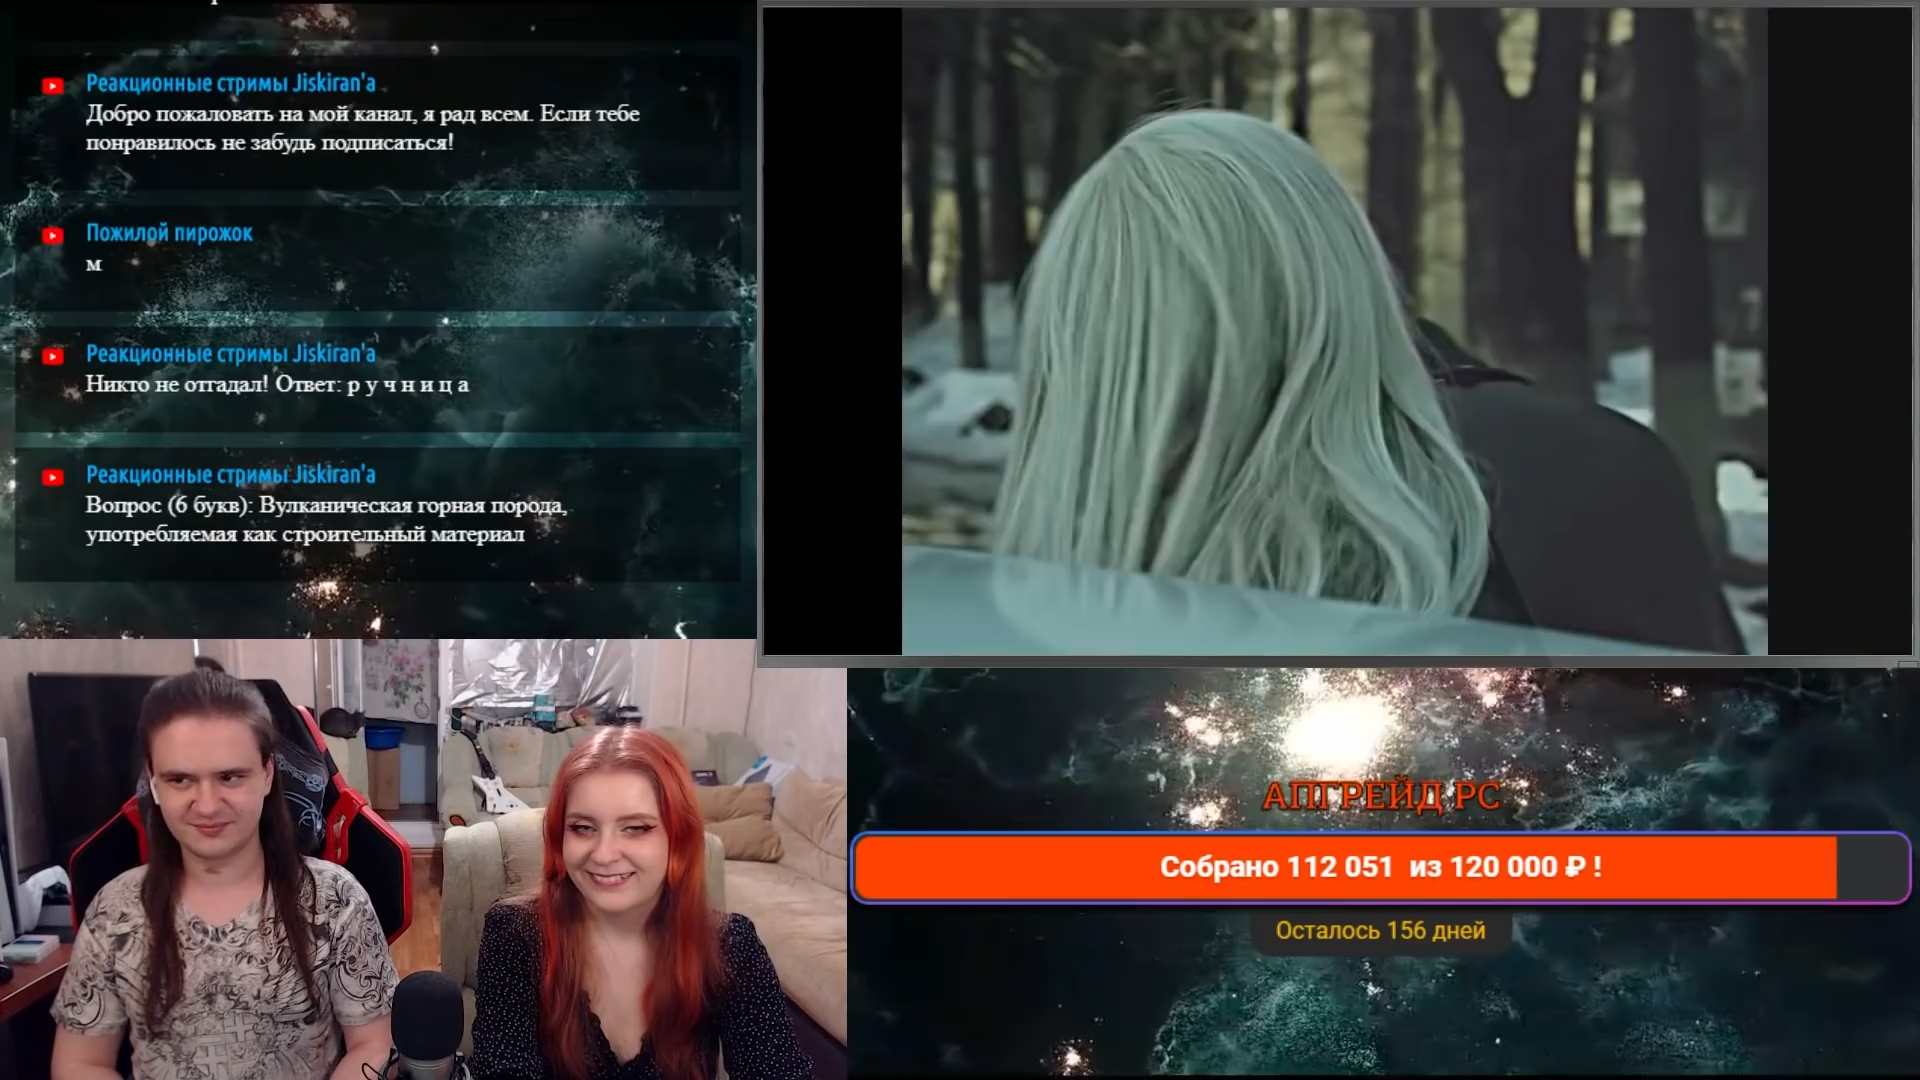 Реакционные стримы Jiskiran'a
Добро пожаловать на мой канал, я рад всем. Если тебе
понравилось не забудь подписаться!
Пожилой пирожок
м
Реакционные стримы Jiskiran'a
Никто не отгадал! Ответ: р у ч н и ц а
Реакционные стримы Jiskiran'a
Вопрос (6 букв): Вулканическая горная порода,
употребляемая как строительный материал
АПГРЕЙД PC
Собрано 112 051 из 120 000 ₽ !
Осталось 156 дней